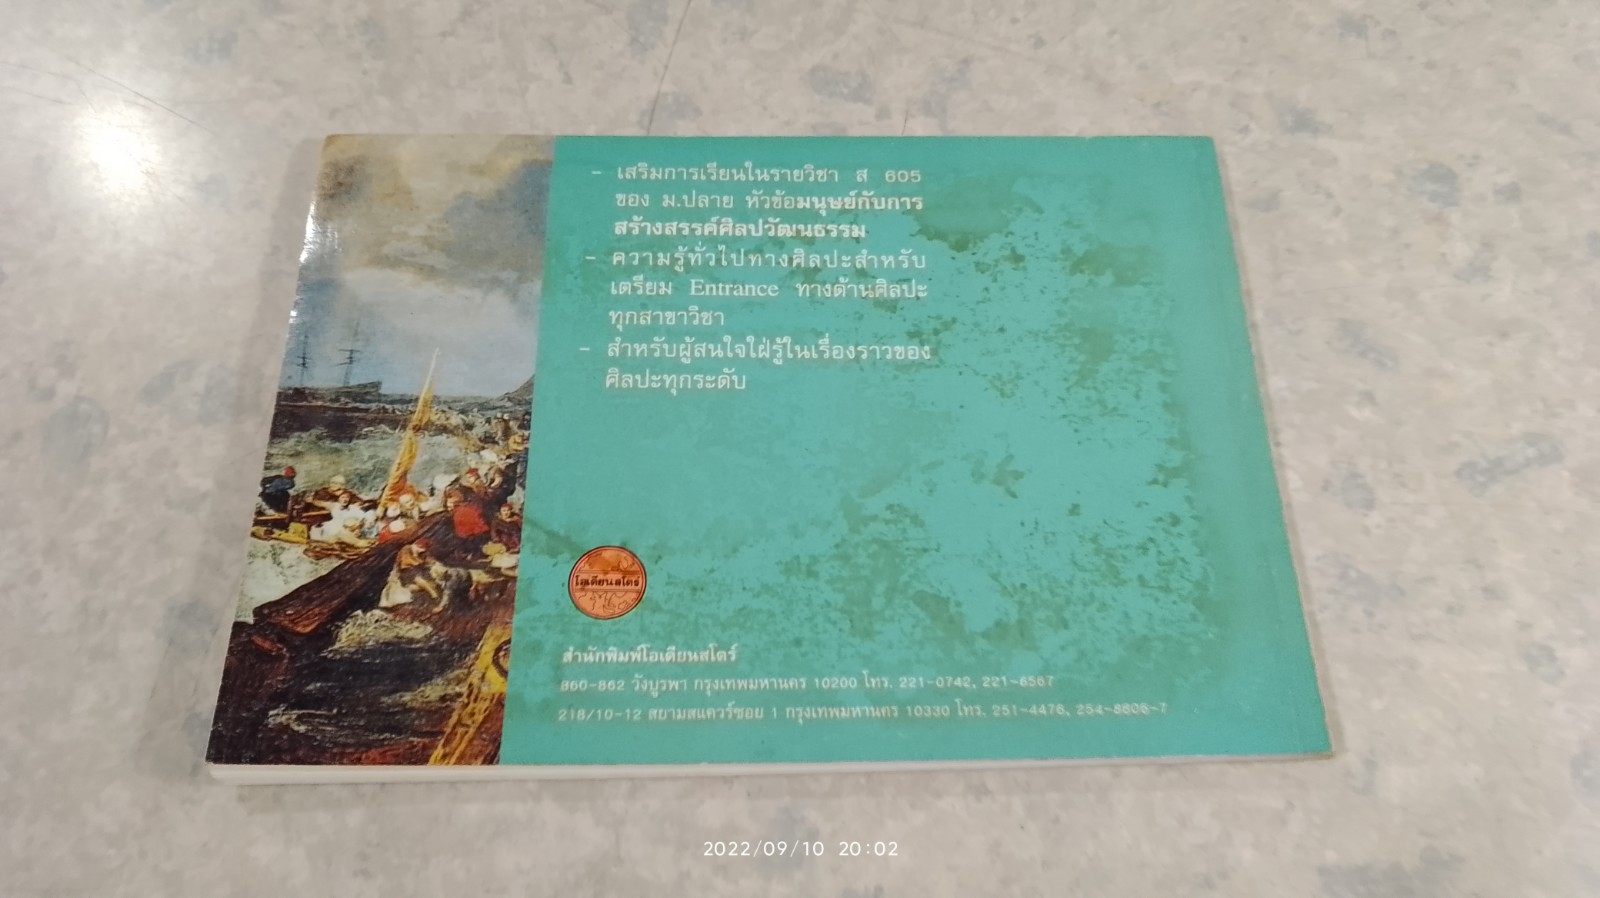 - เสริมการเรียนในรายวิชา ส 605
ของ ม.ปลาย หัวข้อมนุษย์กับการ
สร้างสรรค์ศิลปวัฒนธรรม
- ความรู้ทั่วไปทางศิลปะสำหรับ
เตรียม Entrance ทางด้านศิลปะ
ทุกสาขาวิชา
- สำหรับผู้สนใจใฝ่รู้ในเรื่องราวของ
ศิลปะทุกระดับ
โอเดียนสโตร์
สำนักพิมพ์โอเดียนสโตร์
860-862 วังบูรพา กรุงเทพมหานคร 10200 โทร. 221-0742, 221-6567
218/10-12 สยามสแควร์ซอย 1 กรุงเทพมหานคร 10330 โทร. 251-4476,
2022/09/10 20:02